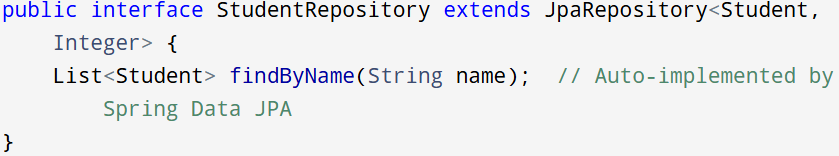 public interface StudentRepository extends JpaRepository<Student,
Integer> {
List<Student> findByName(String name);  // Auto-implemented by
Spring Data JPA
}